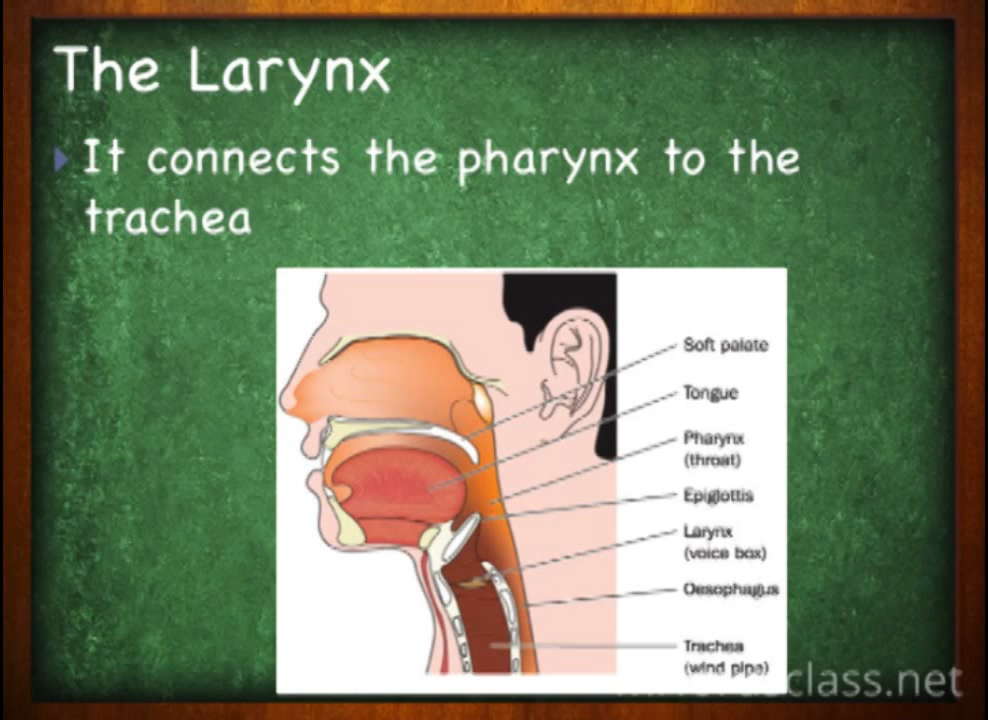 The Larynx
It connects the pharynx to the
trachea
Soft palate
Tongue
Pharynx
(throat)
Epiglottis
Larynx
(voice box)
Oesophagus
Trachea
(wind pipe)
class.net